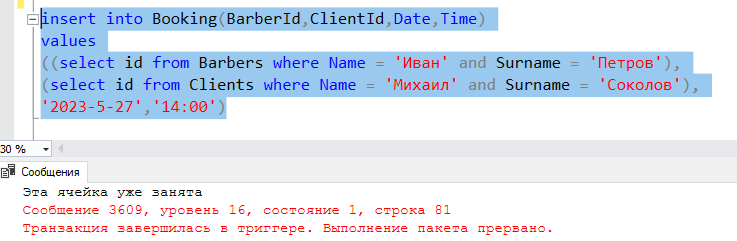 insert into Booking(BarberId,ClientId,Date,Time)
values
((select id from Barbers where Name = 'Иван' and Surname = 'Петров'),
(select id from Clients where Name = 'Михаил' and Surname = 'Соколов'),
'2023-5-27','14:00')
30 %
Сообщения
Эта ячейка уже занята
Сообщение 3609, уровень 16, состояние 1, строка 81
Транзакция завершилась в триггере. Выполнение пакета прервано.